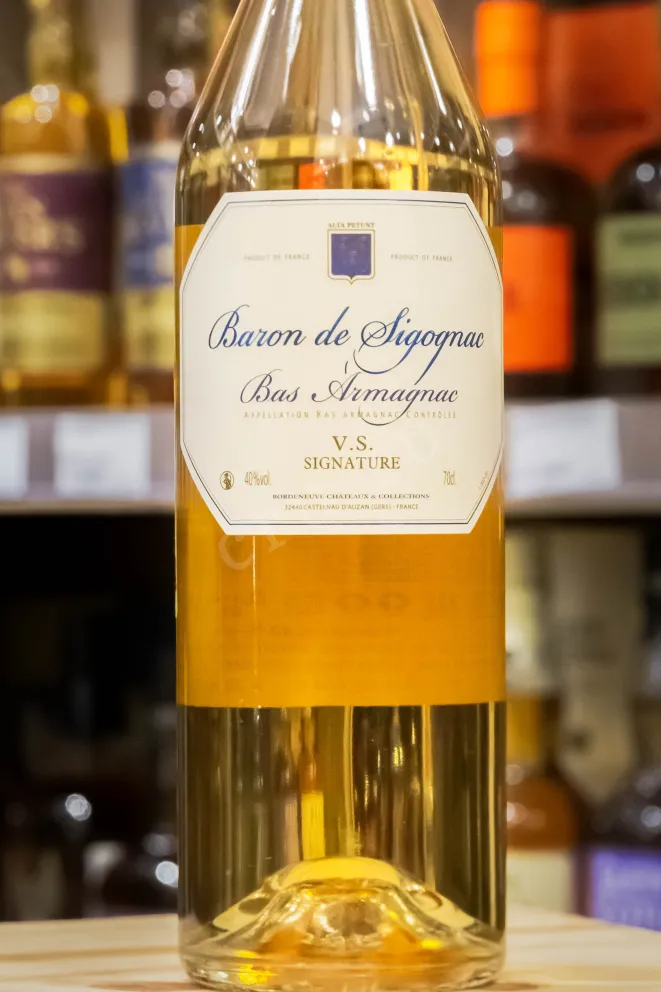 ALTA PETUNT
PRODUCT OF FRANCE
PRODUCT OF FRANCE
Baron de Sigognac
Bas Armagnac
APPELLATION BAS ARMAGNAC CONTRÔLÉE
V.S.
SIGNATURE
40%vol.
70cl.
BORDENEUVE CHÂTEAUX & COLLECTIONS
32440 CASTELNAU D'AUZAN (GERS) - FRANCE